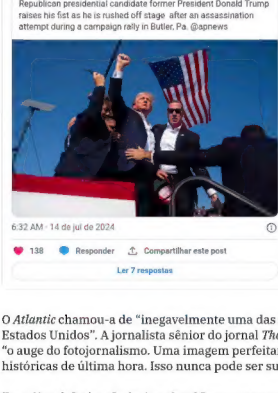 Republican presidential candidate former President Donald Trump
raises his fist as he is rushed off stage after an assassination
attempt during a campaign rally in Butler, Pa. @apnews
6:32 AM · 14 de jul de 2024
138 Responder Compartilhar este post
Ler 7 respostas
O Atlantic chamou-a de “inegavelmente uma das
Estados Unidos”. A jornalista sênior do jornal The
“o auge do fotojornalismo. Uma imagem perfeitam
históricas de última hora. Isso nunca pode ser su